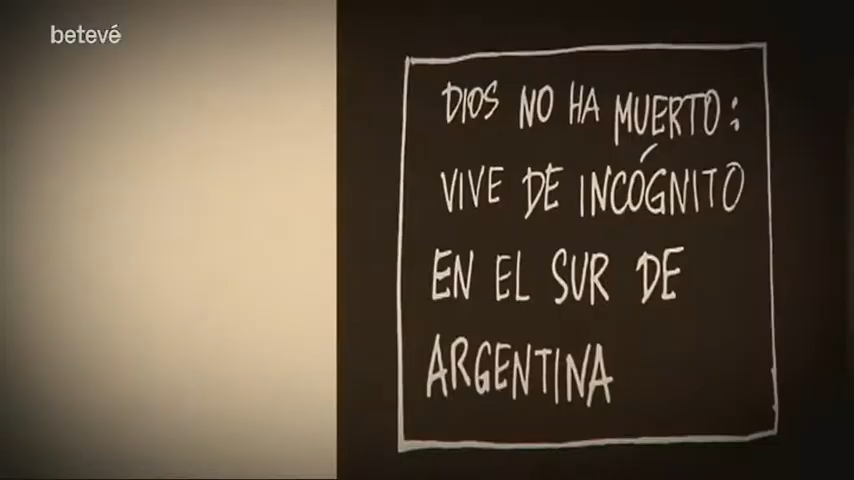 betevé
DIOS NO HA MUERTO:
VIVE DE INCÓGNITO
EN EL SUR DE
ARGENTINA